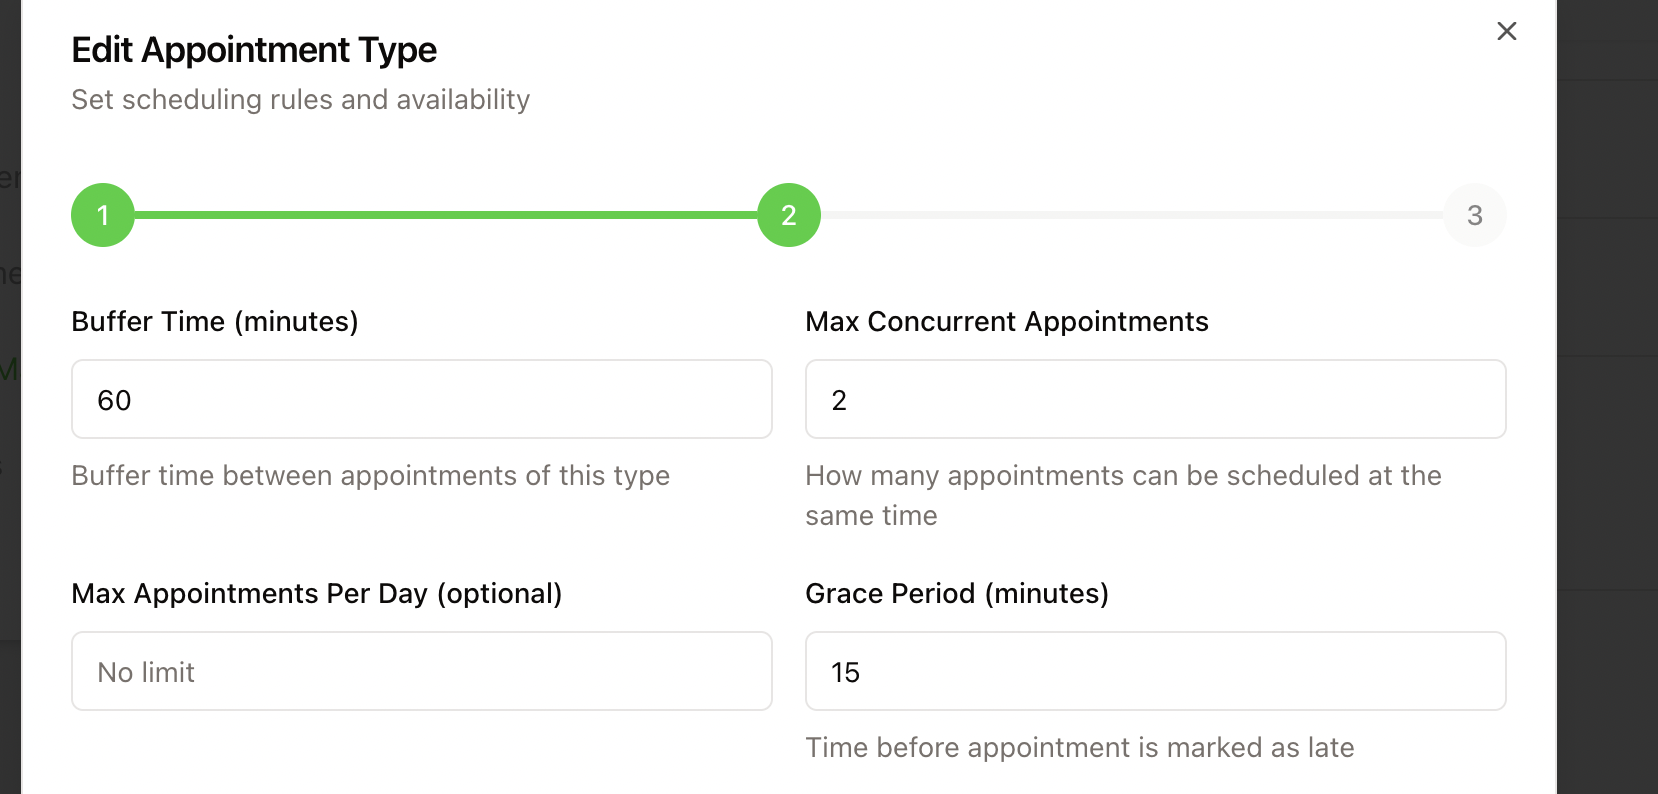 Edit Appointment Type
Set scheduling rules and availability
1
2
3
Buffer Time (minutes)
Max Concurrent Appointments
60
2
Buffer time between appointments of this type
How many appointments can be scheduled at the
same time
Max Appointments Per Day (optional)
Grace Period (minutes)
No limit
15
Time before appointment is marked as late